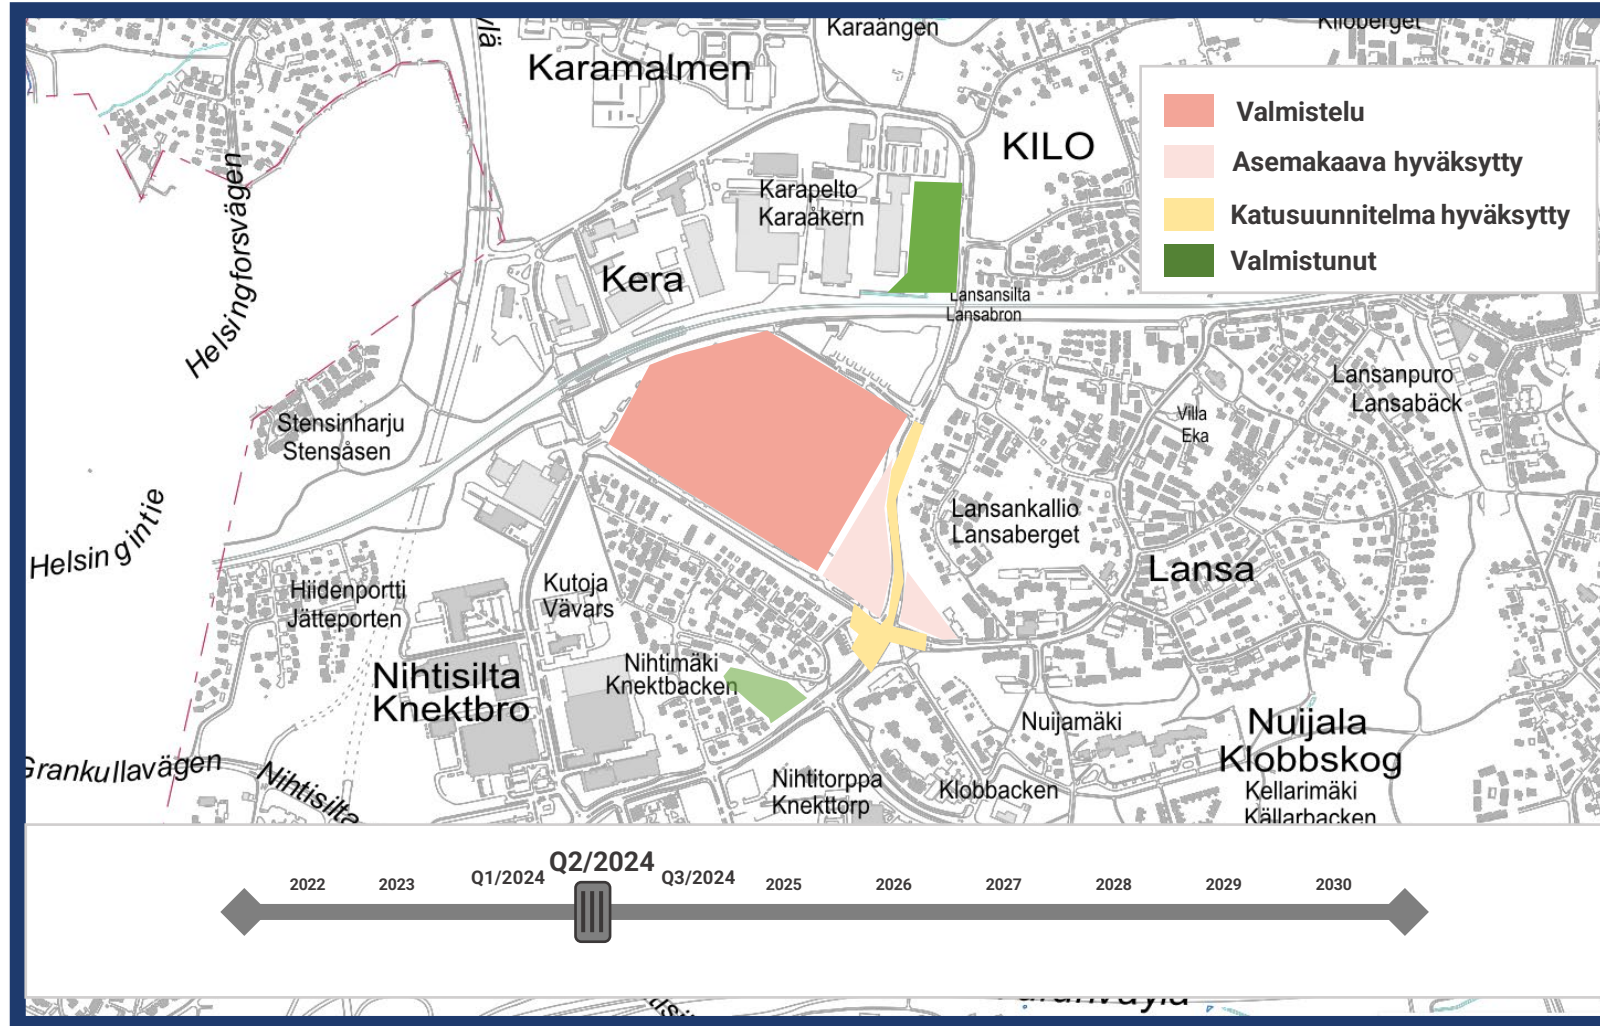 Karaängen
Kiloberget
Karamalmen
Valmistelu
KILO
Asemakaava hyväksytty
Helsingforsvägen
Karapelto
Karaåkern
Katusuunnitelma hyväksytty
Valmistunut
Kera
Lansansilta
Lansabron
Lansanpuro
Lansabäck
Stensinharju
Stensåsen
Villa
Eka
Helsingintie
Lansankallio
Lansaberget
Lansa
Hiidenportti
Jätteporten
Kutoja
Vävars
Nihtisilta
Knektbro
Nihtimäki
Knektbacken
Nuijamäki
Nuijala
Klobbskog
Grankullavägen
Nihtisilta
Nihtitorppa
Knekttorp
Klobbacken
Kellarimäki
Källarbacken
Q2/2024
2022 2023 Q1/2024 Q3/2024 2025 2026 2027 2028 2029 2030